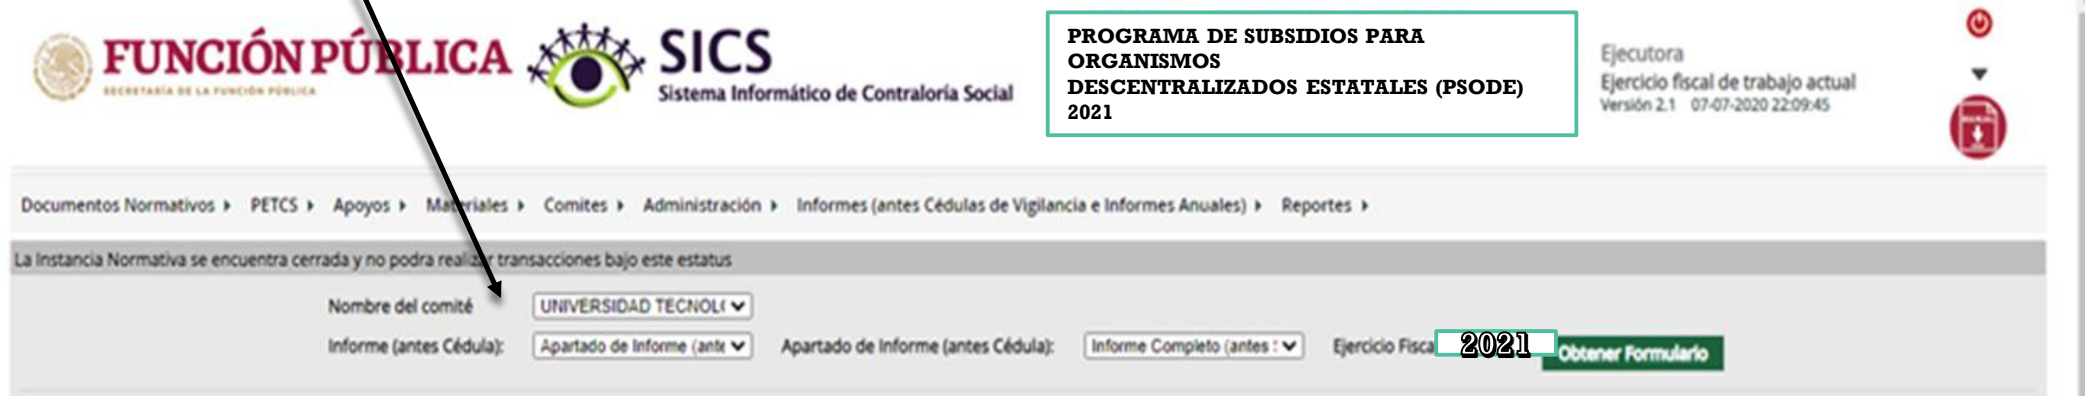 FUNCIÓN PÚBLICA
SECRETARÍA DE LA FUNCIÓN PÚBLICA
SICS
Sistema Informático de Contraloría Social
PROGRAMA DE SUBSIDIOS PARA
ORGANISMOS
DESCENTRALIZADOS ESTATALES (PSODE)
2021
Ejecutora
Ejercicio fiscal de trabajo actual
Versión 2.1 07-07-2020 22:09:45
MANUAL
Documentos Normativos PETCS Apoyos Materiales Comites Administración Informes (antes Cédulas de Vigilancia e Informes Anuales) Reportes
La Instancia Normativa se encuentra cerrada y no podra realizar transacciones bajo este estatus
Nombre del comité UNIVERSIDAD TECNOL(
Informe (antes Cédula): Apartado de Informe (ante Apartado de Informe (antes Cédula): Informe Completo (antes : Ejercicio Fisca 2021 Obtener Formulario